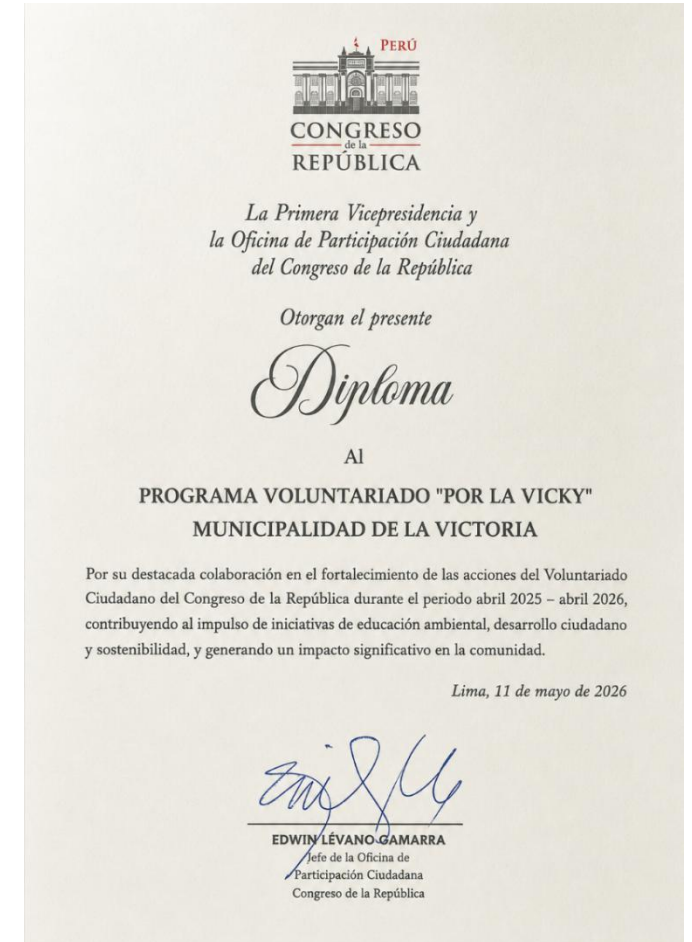 PERÚ
CONGRESO
de la
REPÚBLICA
La Primera Vicepresidencia y
la Oficina de Participación Ciudadana
del Congreso de la República
Otorgan el presente
Diploma
Al
PROGRAMA VOLUNTARIADO "POR LA VICKY"
MUNICIPALIDAD DE LA VICTORIA
Por su destacada colaboración en el fortalecimiento de las acciones del Voluntariado
Ciudadano del Congreso de la República durante el periodo abril 2025 – abril 2026,
contribuyendo al impulso de iniciativas de educación ambiental, desarrollo ciudadano
y sostenibilidad, y generando un impacto significativo en la comunidad.
Lima, 11 de mayo de 2026
EDWIN LÉVANO GAMARRA
Jefe de la Oficina de
Participación Ciudadana
Congreso de la República